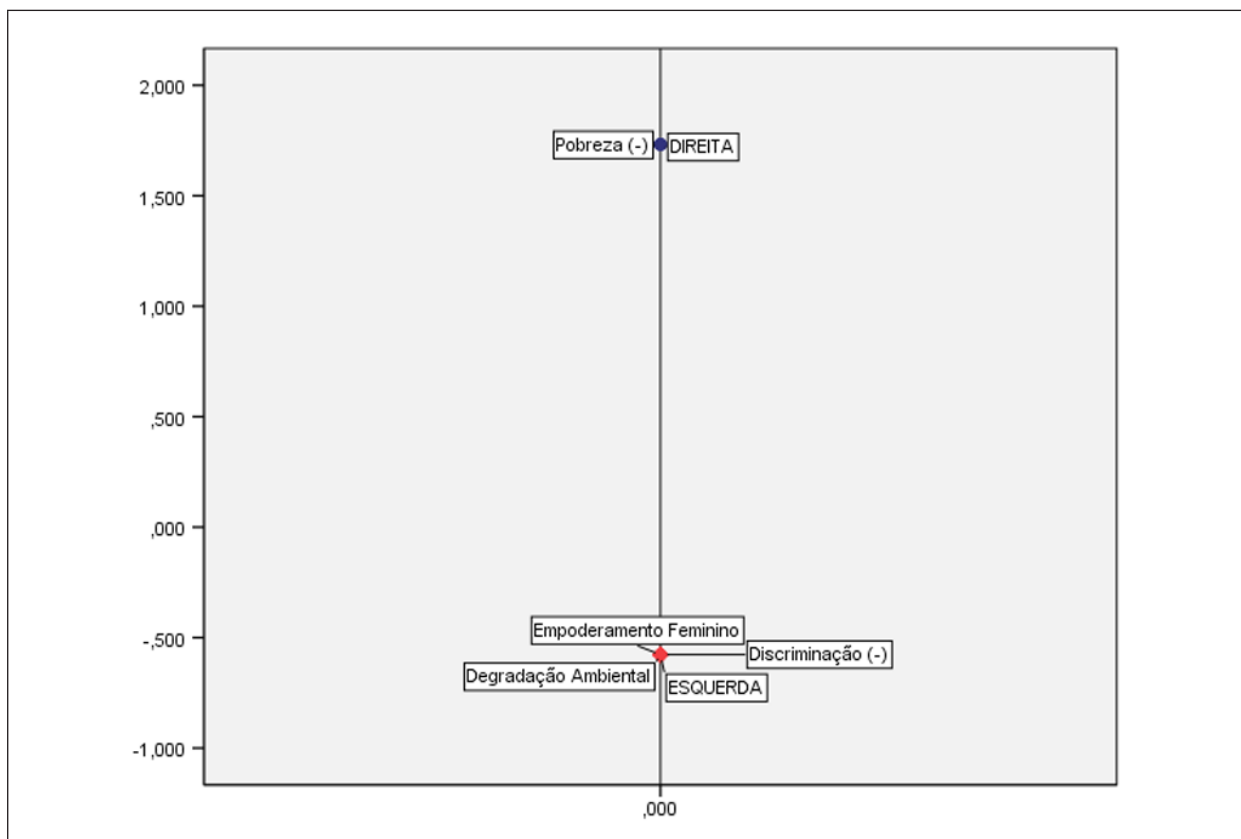 2,000
Pobreza (-) DIREITA
1,500
1,000
,500
,000
-,500
Empoderamento Feminino
Discriminação (-)
Degradação Ambiental
ESQUERDA
-1,000
,000